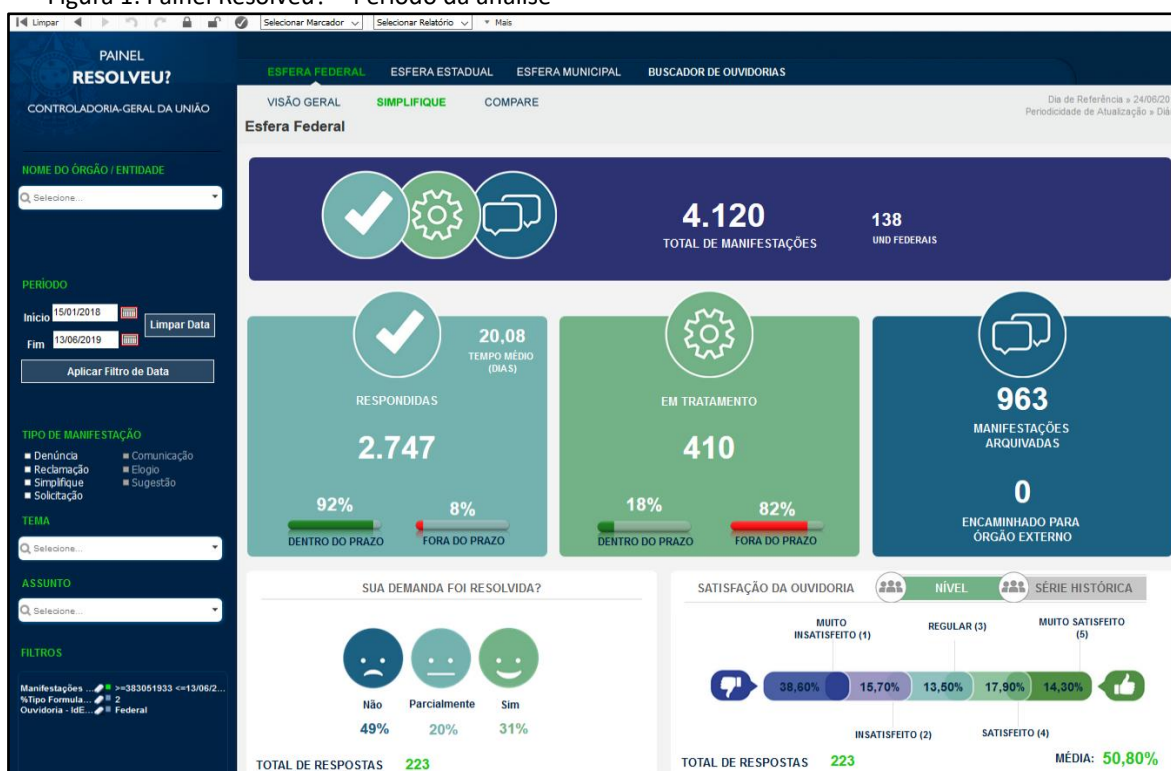 Figura 1: Painel Resolveu? – Período da análise
Limpar
Selecionar Marcador
Selecionar Relatório
Mais
PAINEL
RESOLVEU?
CONTROLADORIA-GERAL DA UNIÃO
ESFERA FEDERAL ESFERA ESTADUAL ESFERA MUNICIPAL BUSCADOR DE OUVIDORIAS
VISÃO GERAL SIMPLIFIQUE COMPARE
Esfera Federal
Dia de Referência » 24/06/20
Periodicidade de Atualização » Diá
NOME DO ÓRGÃO / ENTIDADE
Selecione...
PERÍODO
Início 15/01/2018
Fim 13/06/2019
Limpar Data
Aplicar Filtro de Data
TIPO DE MANIFESTAÇÃO
Denúncia Comunicação
Reclamação Elogio
Simplifique Sugestão
Solicitação
TEMA
Selecione...
ASSUNTO
Selecione...
FILTROS
Manifestações ... >=383051933 <=13/06/2...
%Tipo Formula... 2
Ouvidoria - IdE... Federal
4.120
TOTAL DE MANIFESTAÇÕES
138
UND FEDERAIS
20,08
TEMPO MÉDIO
(DIAS)
RESPONDIDAS
2.747
92% 8%
DENTRO DO PRAZO FORA DO PRAZO
EM TRATAMENTO
410
18% 82%
DENTRO DO PRAZO FORA DO PRAZO
963
MANIFESTAÇÕES
ARQUIVADAS
0
ENCAMINHADO PARA
ÓRGÃO EXTERNO
SUA DEMANDA FOI RESOLVIDA?
Não Parcialmente Sim
49% 20% 31%
TOTAL DE RESPOSTAS 223
SATISFAÇÃO DA OUVIDORIA NÍVEL SÉRIE HISTÓRICA
MUITO
INSATISFEITO (1)
REGULAR (3)
MUITO SATISFEITO
(5)
38,60% 15,70% 13,50% 17,90% 14,30%
INSATISFEITO (2) SATISFEITO (4)
TOTAL DE RESPOSTAS 223 MÉDIA: 50,80%